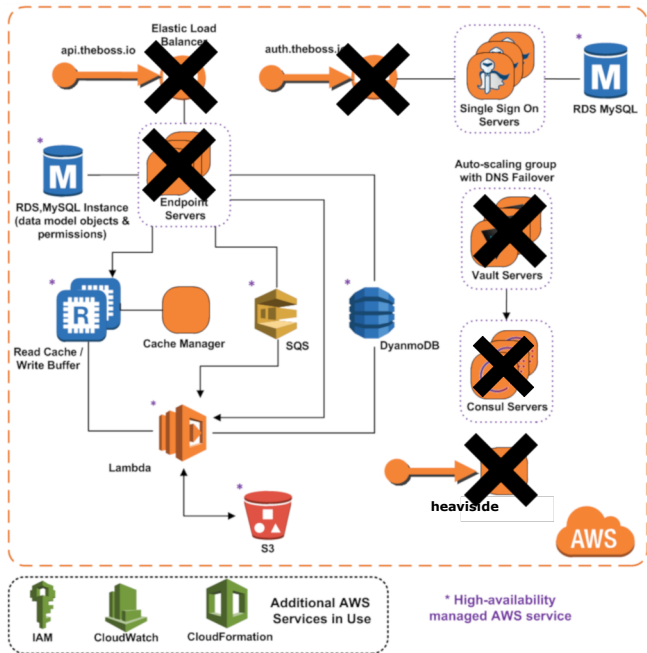 Elastic Load
Balancer
api.theboss.io
auth.theboss.i
*
M
RDS MySQL
Single Sign On
Servers
*
M
RDS,MySQL Instance
(data model objects &
permissions)
Endpoint
Servers
Auto-scaling group
with DNS Failover
Vault Servers
*
R
Read Cache /
Write Buffer
Cache Manager
*
SQS
*
DyanmoDB
Consul Servers
*
Lambda
*
S3
heaviside
AWS
IAM
CloudWatch
CloudFormation
Additional AWS
Services in Use
* High-availability
managed AWS service